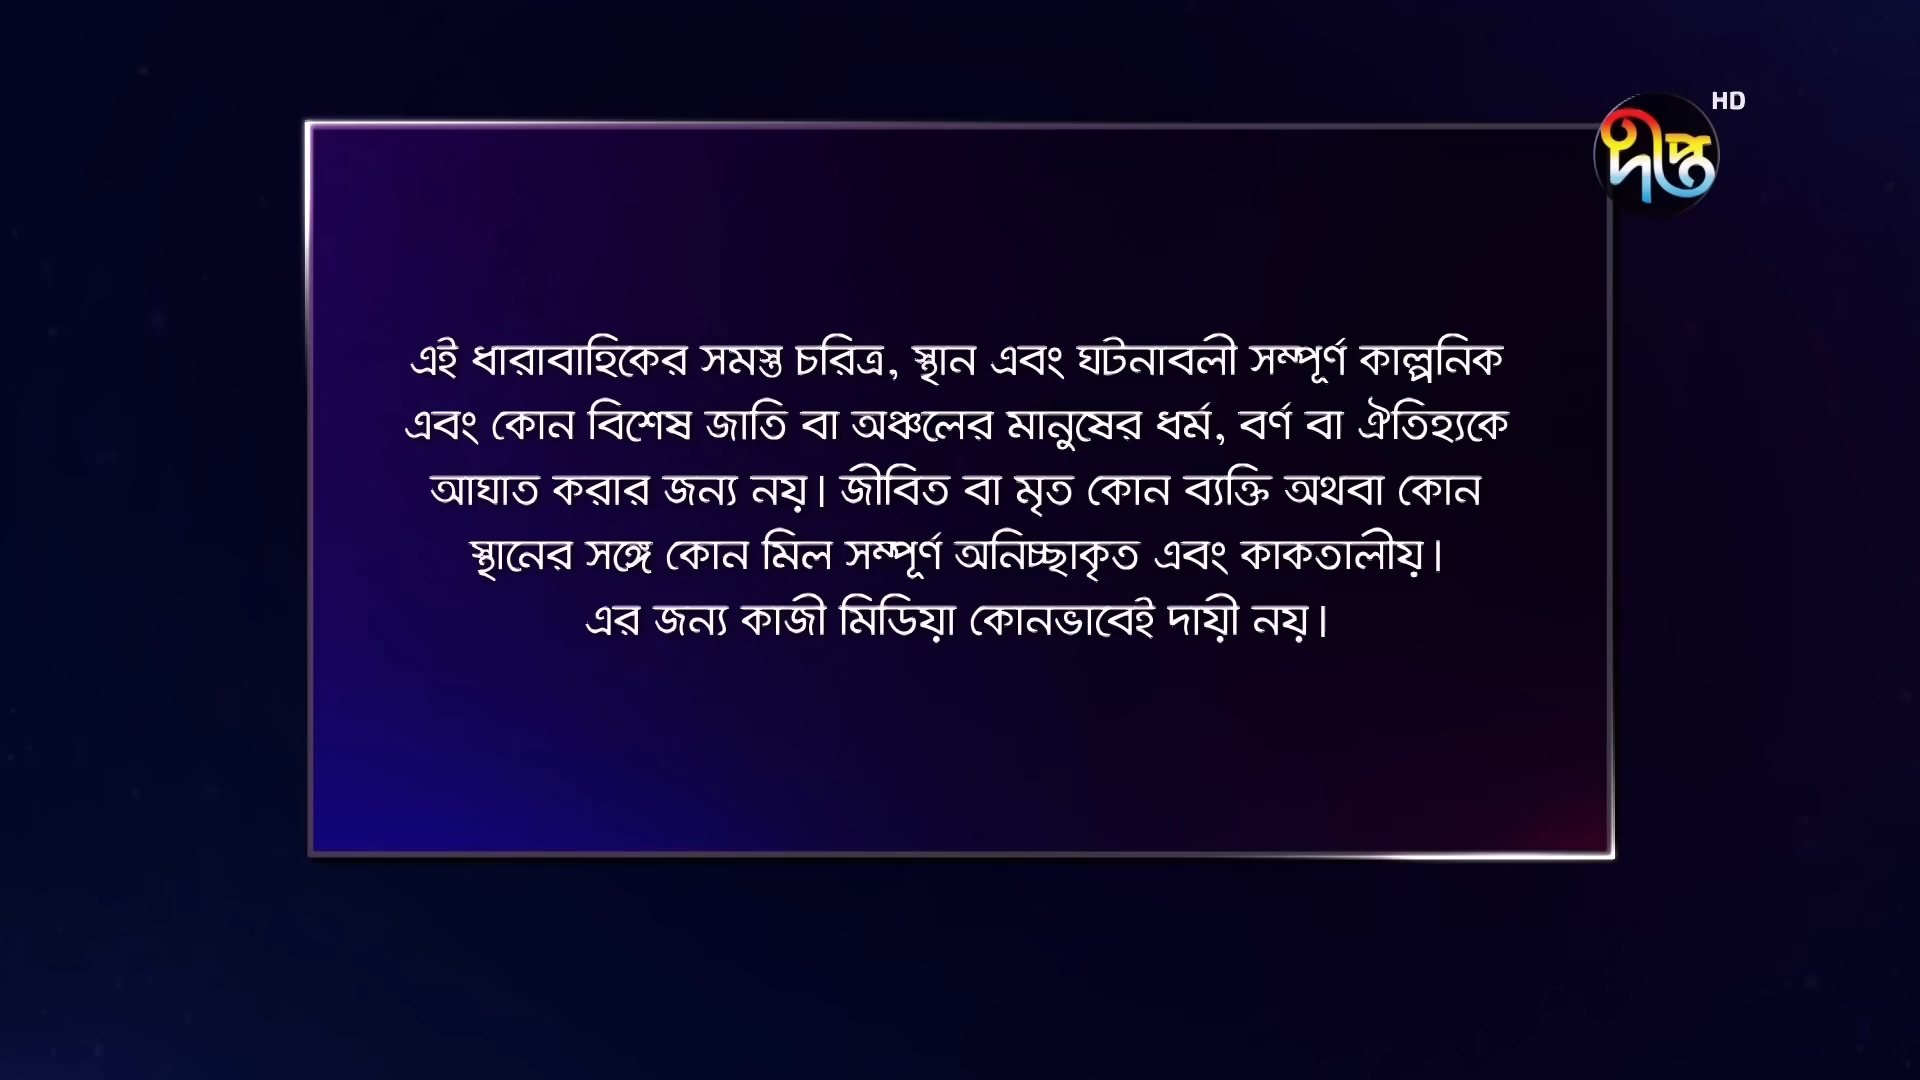 HD
দীপ্ত
এই ধারাবাহিকের সমস্ত চরিত্র, স্থান এবং ঘটনাবলী সম্পূর্ণ কাল্পনিক
এবং কোন বিশেষ জাতি বা অঞ্চলের মানুষের ধর্ম, বর্ণ বা ঐতিহ্যকে
আঘাত করার জন্য নয়। জীবিত বা মৃত কোন ব্যক্তি অথবা কোন
স্থানের সঙ্গে কোন মিল সম্পূর্ণ অনিচ্ছাকৃত এবং কাকতালীয়।
এর জন্য কাজী মিডিয়া কোনভাবেই দায়ী নয়।